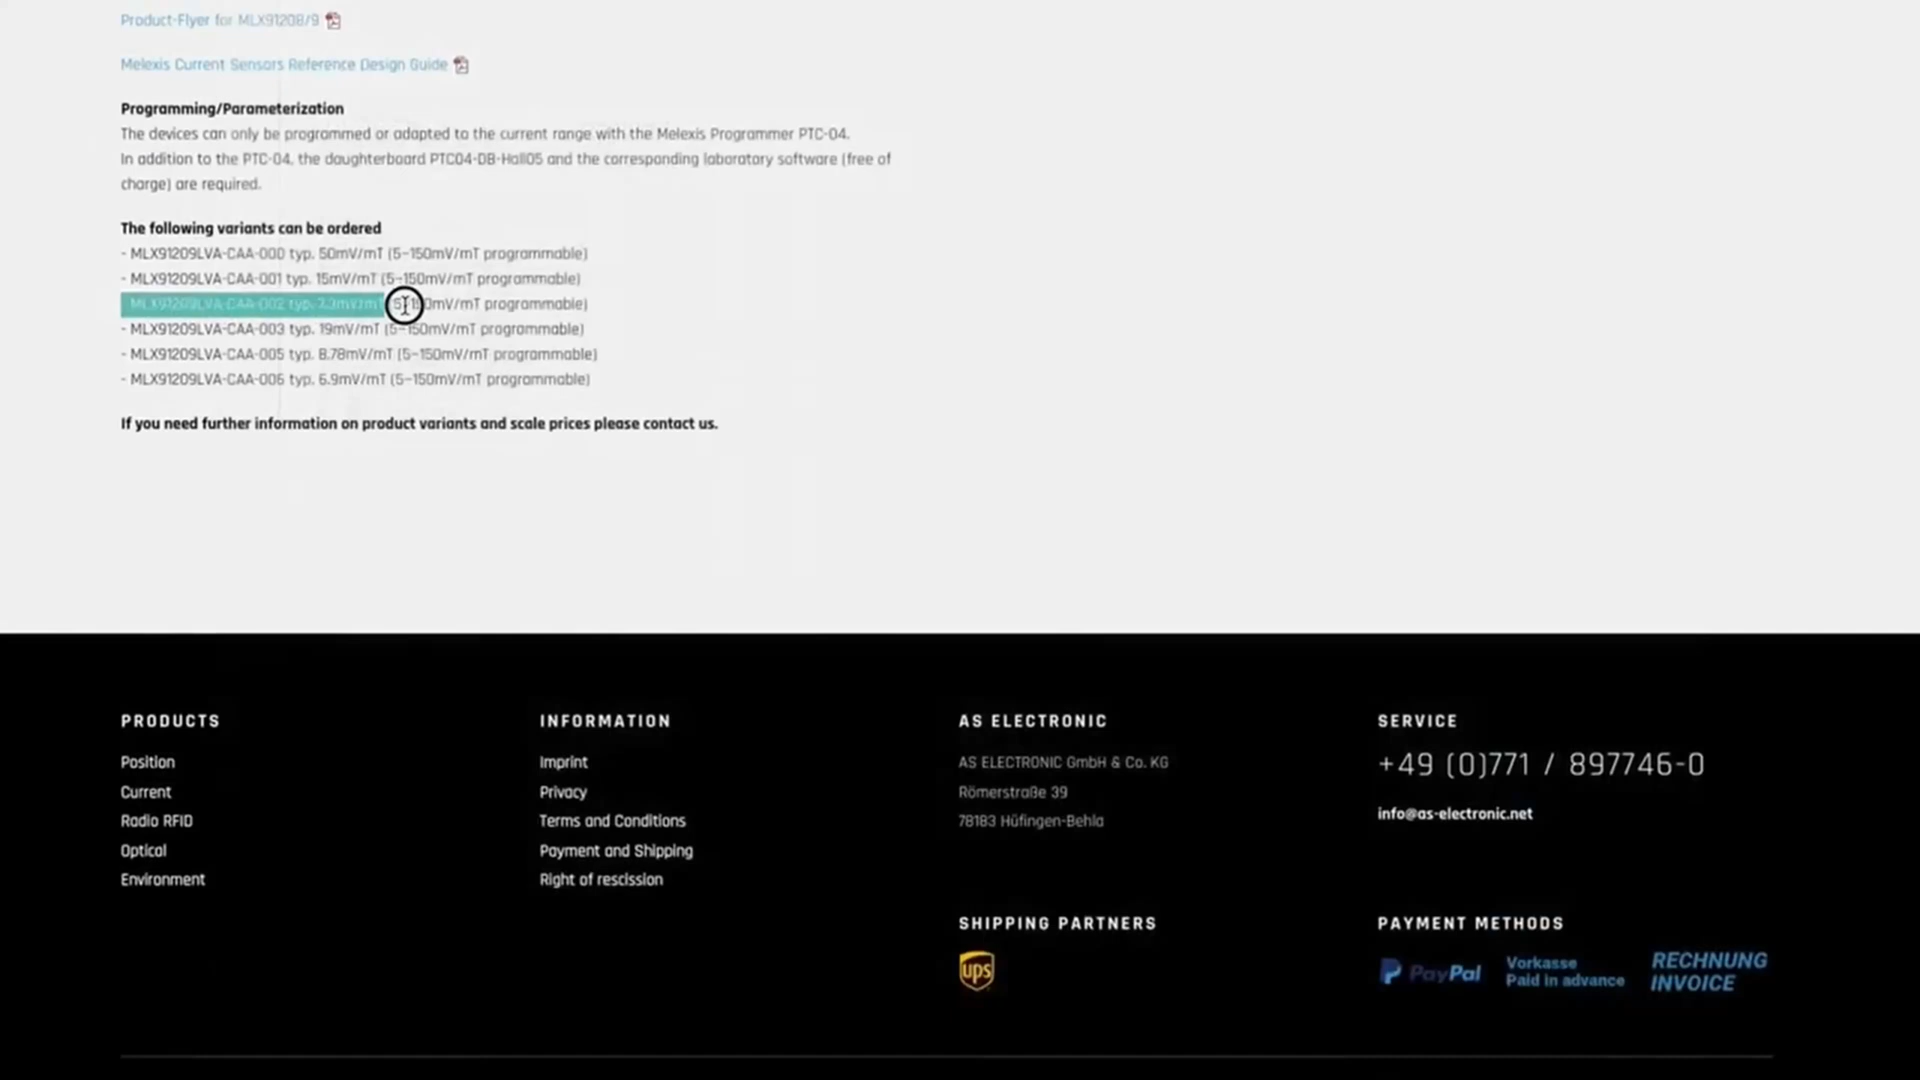 Product-Flyer for MLX91208/9
Melexis Current Sensors Reference Design Guide
Programming/Parameterization
The devices can only be programmed or adapted to the current range with the Melexis Programmer PTC-04.
In addition to the PTC-04, the daughterboard PTC04-DB-Hall05 and the corresponding laboratory software (free of
charge) are required.
The following variants can be ordered
- MLX91209LVA-CAA-000 typ. 50mV/mT (5-150mV/mT programmable)
- MLX91209LVA-CAA-001 typ. 15mV/mT (5-150mV/mT programmable)
- MLX91209LVA-CAA-002 typ. 7.3mV/mT (5-150mV/mT programmable)
- MLX91209LVA-CAA-003 typ. 19mV/mT (5-150mV/mT programmable)
- MLX91209LVA-CAA-005 typ. 8.78mV/mT (5-150mV/mT programmable)
- MLX91209LVA-CAA-006 typ. 6.9mV/mT (5-150mV/mT programmable)
If you need further information on product variants and scale prices please contact us.
PRODUCTS
Position
Current
Radio RFID
Optical
Environment
INFORMATION
Imprint
Privacy
Terms and Conditions
Payment and Shipping
Right of rescission
AS ELECTRONIC
AS ELECTRONIC GmbH & Co. KG
Römerstraße 39
78183 Hüfingen-Behla
SERVICE
+49 (0)771 / 897746-0
info@as-electronic.net
SHIPPING PARTNERS
ups
PAYMENT METHODS
PayPal
Vorkasse
Paid in advance
RECHNUNG
INVOICE